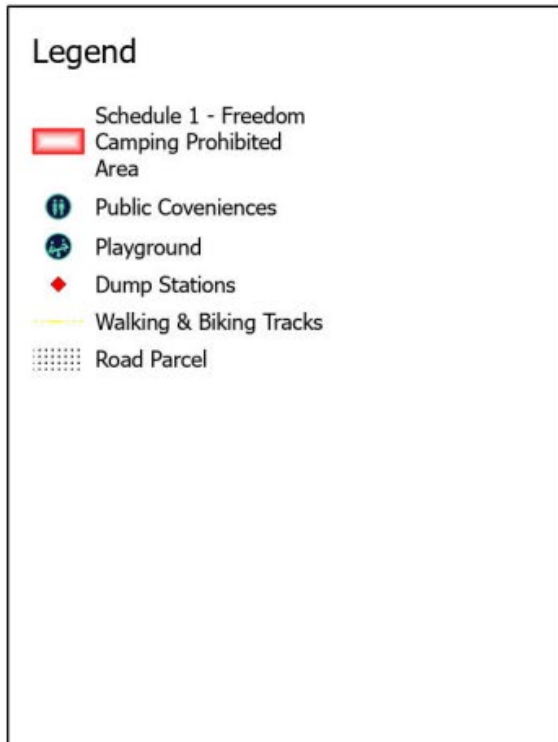 Legend
Schedule 1 - Freedom
Camping Prohibited
Area
Public Coveniences
Playground
Dump Stations
Walking & Biking Tracks
Road Parcel